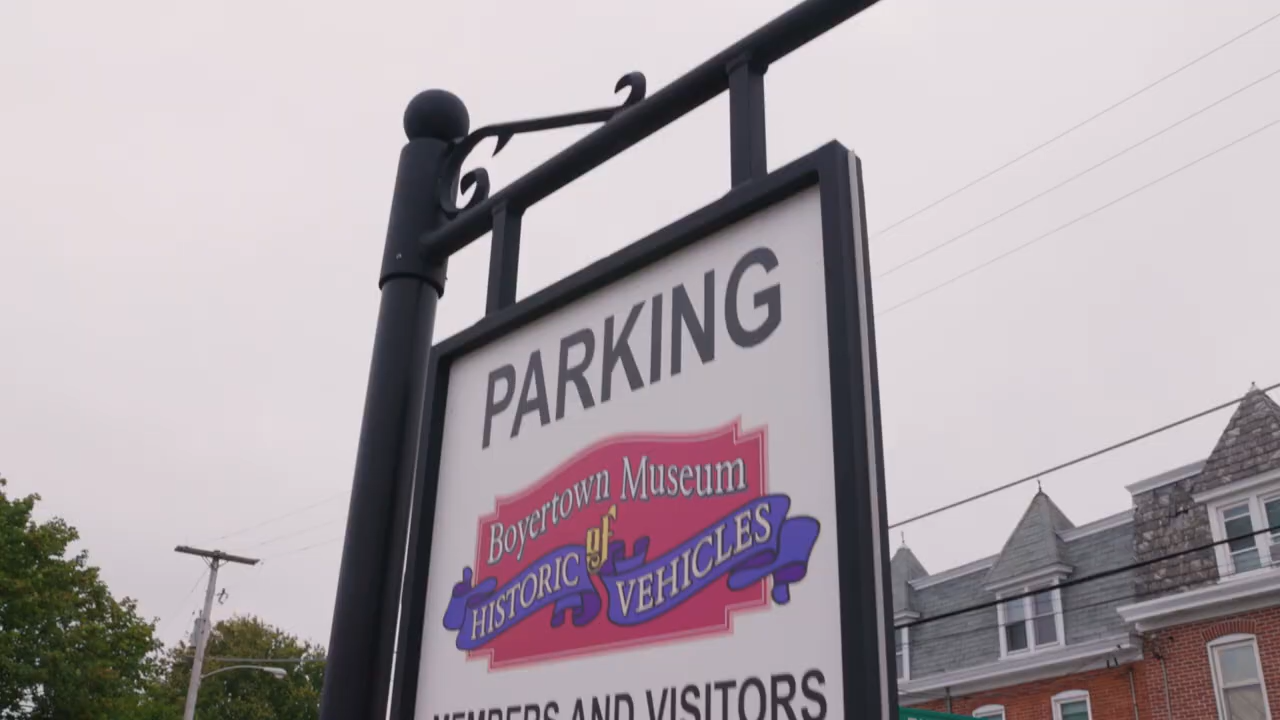 PARKING
Boyertown Museum
of
HISTORIC VEHICLES
MEMBERS AND VISITORS